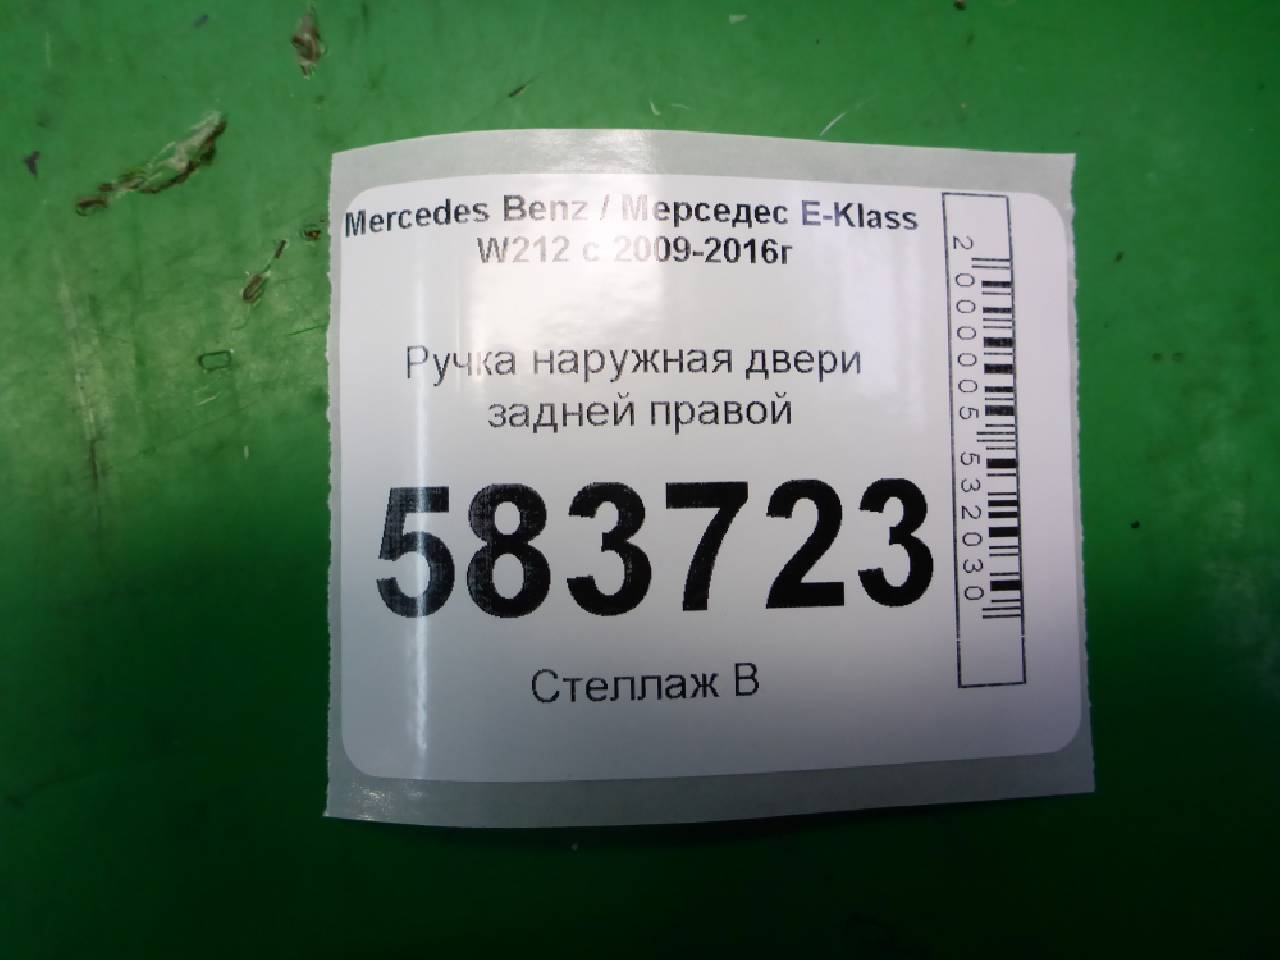 Mercedes Benz / Мерседес E-Klass
W212 с 2009-2016г
Ручка наружная двери
задней правой
583723
Стеллаж В
2000005532030